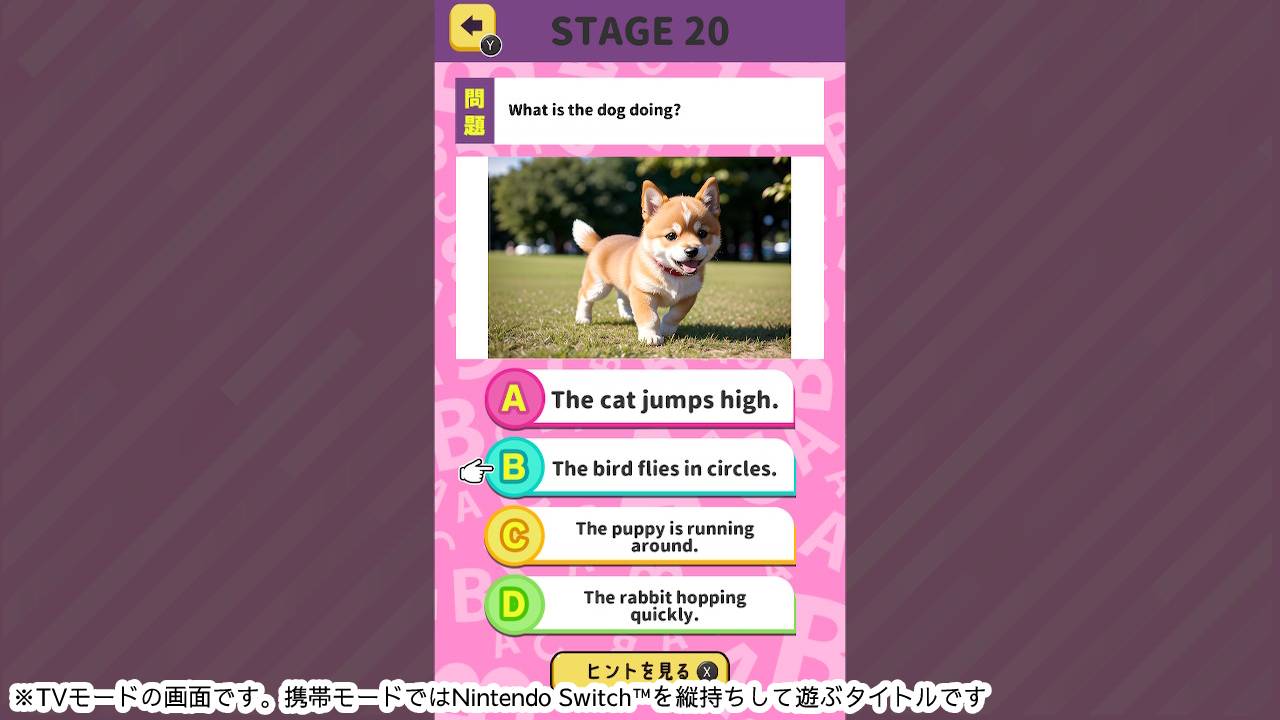 Y
STAGE 20
問題
What is the dog doing?
A
The cat jumps high.
B
The bird flies in circles.
C
The puppy is running
around.
D
The rabbit hopping
quickly.
ヒントを見る X
※TVモードの画面です。携帯モードではNintendo Switch™を縦持ちして遊ぶタイトルです